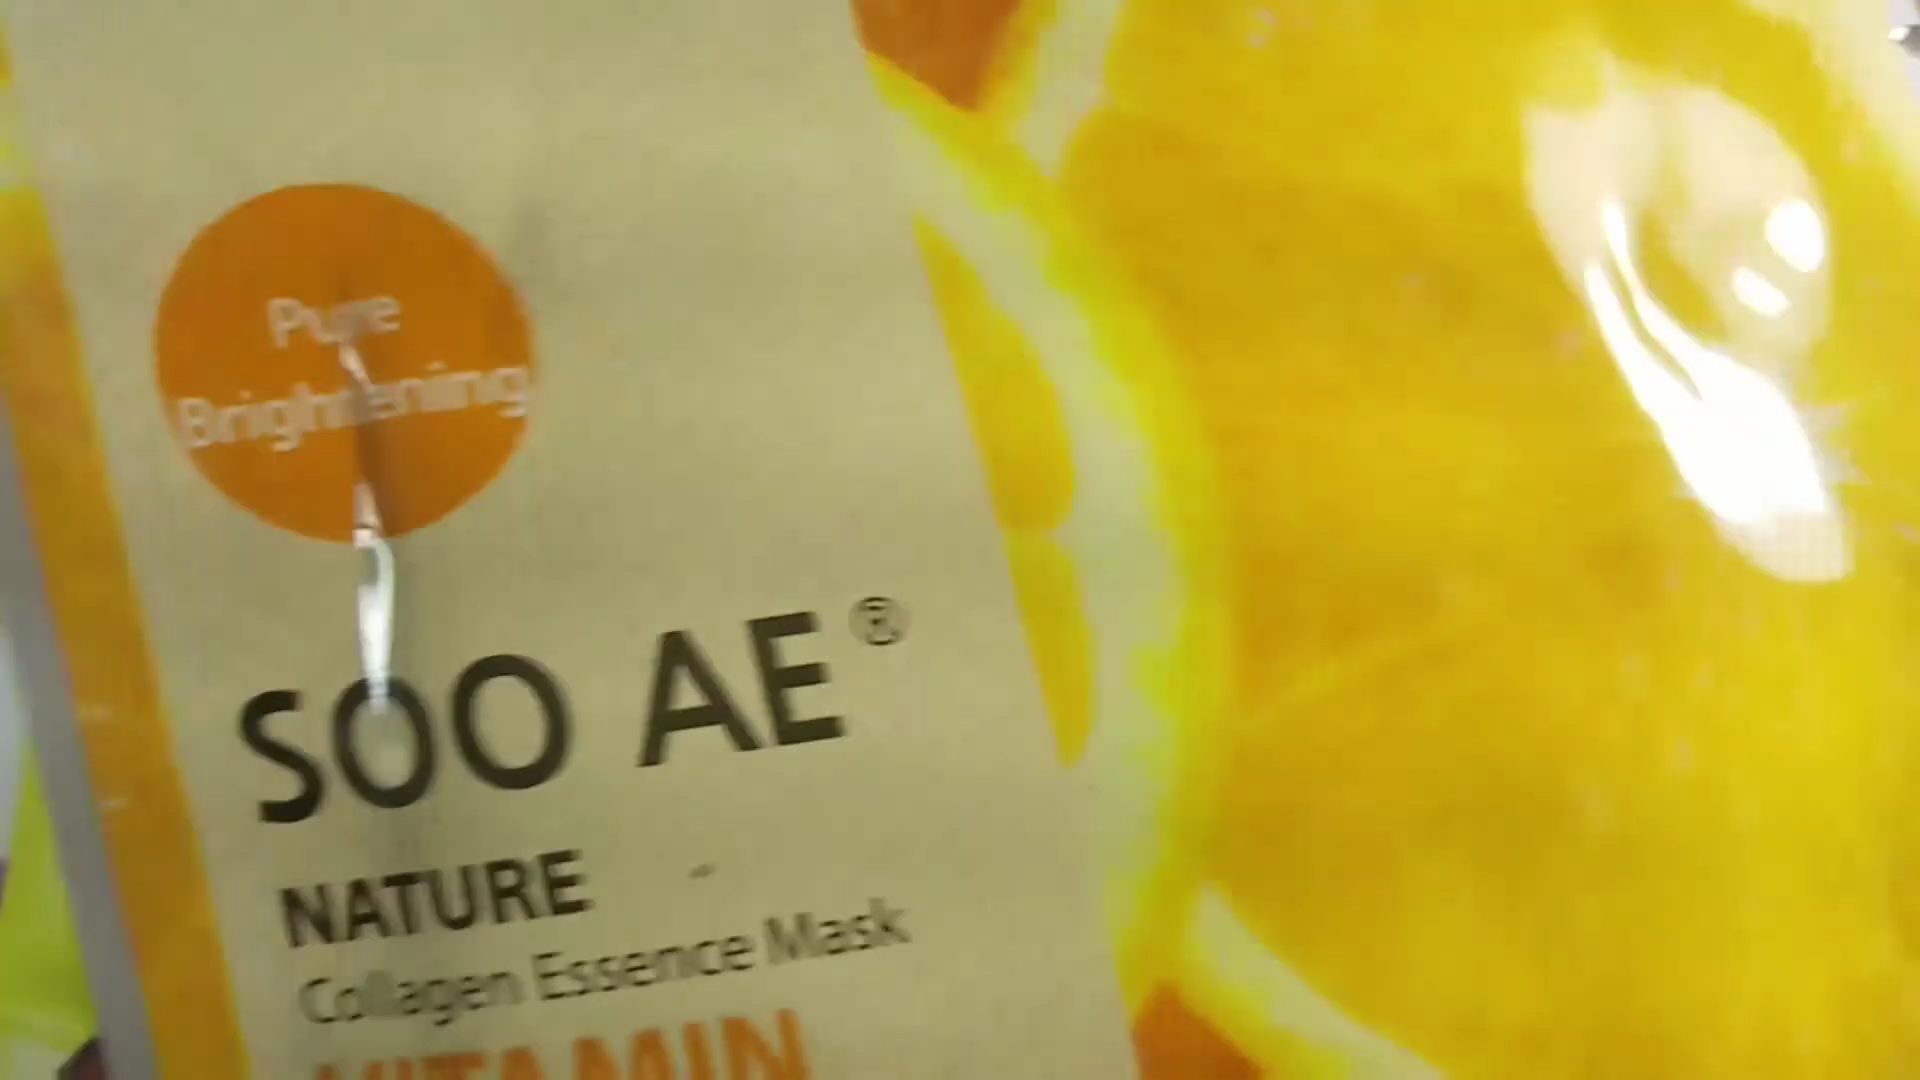 Pure
Brightening
SOO AE®
NATURE
Collagen Essence Mask
VITAMIN